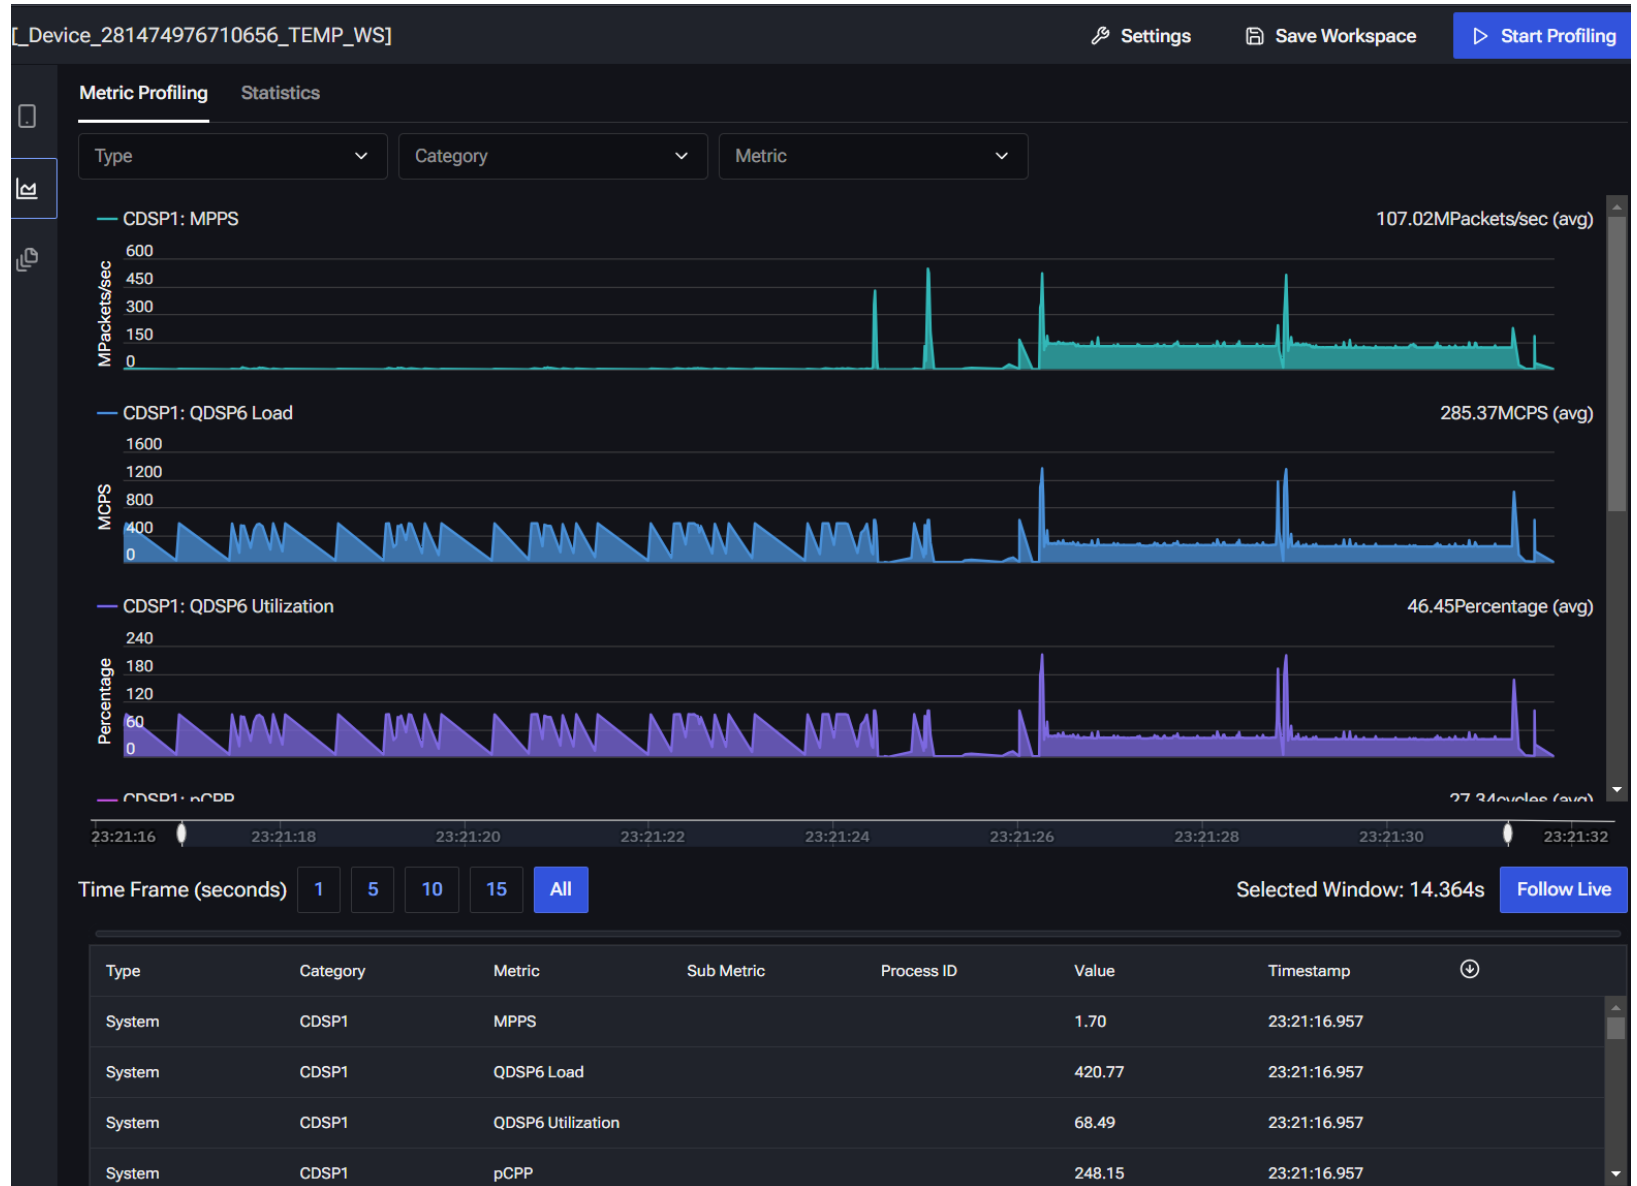 [_Device_281474976710656_TEMP_WS]
Settings
Save Workspace
Start Profiling
Metric Profiling
Statistics
Type
Category
Metric
CDSP1: MPPS
107.02MPackets/sec (avg)
MPackets/sec
600
450
300
150
0
CDSP1: QDSP6 Load
285.37MCPS (avg)
MCPS
1600
1200
800
400
0
CDSP1: QDSP6 Utilization
46.45Percentage (avg)
Percentage
240
180
120
60
0
CDSP1: pCPP
27.34cycles (avg)
23:21:16 23:21:18 23:21:20 23:21:22 23:21:24 23:21:26 23:21:28 23:21:30 23:21:32
Time Frame (seconds) 1 5 10 15 All
Selected Window: 14.364s
Follow Live
Type Category Metric Sub Metric Process ID Value Timestamp
System CDSP1 MPPS 1.70 23:21:16.957
System CDSP1 QDSP6 Load 420.77 23:21:16.957
System CDSP1 QDSP6 Utilization 68.49 23:21:16.957
System CDSP1 pCPP 248.15 23:21:16.957